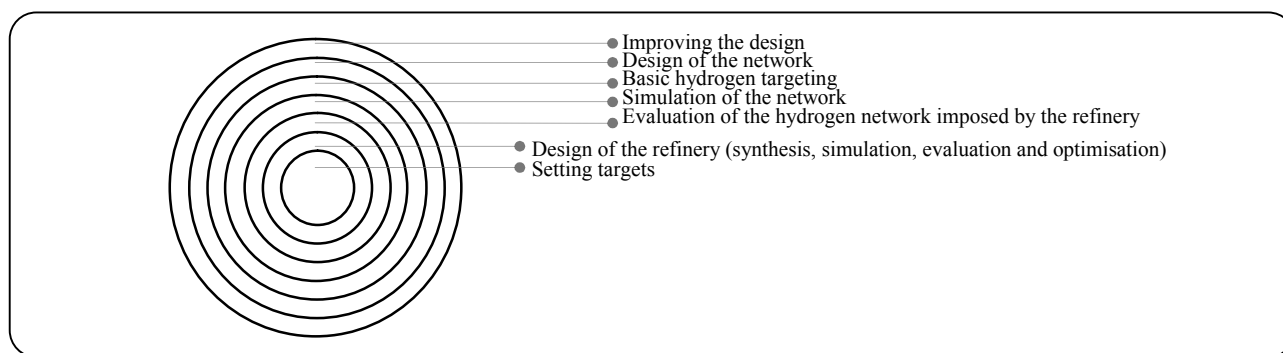 Improving the design
Design of the network
Basic hydrogen targeting
Simulation of the network
Evaluation of the hydrogen network imposed by the refinery
Design of the refinery (synthesis, simulation, evaluation and optimisation)
Setting targets